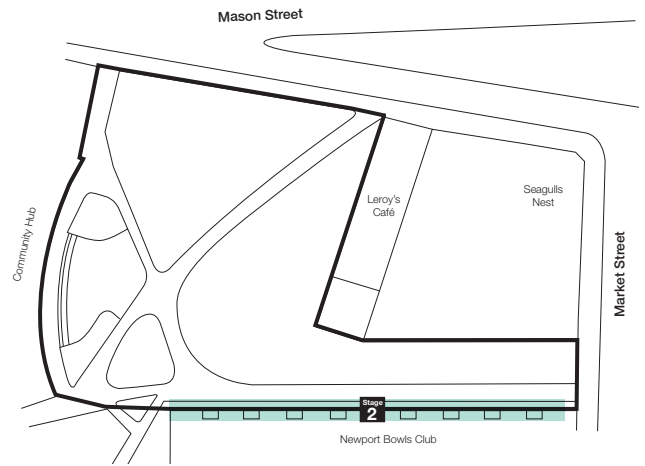 Mason Street
Leroy's
Café
Seagulls
Nest
Community Hub
Market Street
Stage
2
Newport Bowls Club